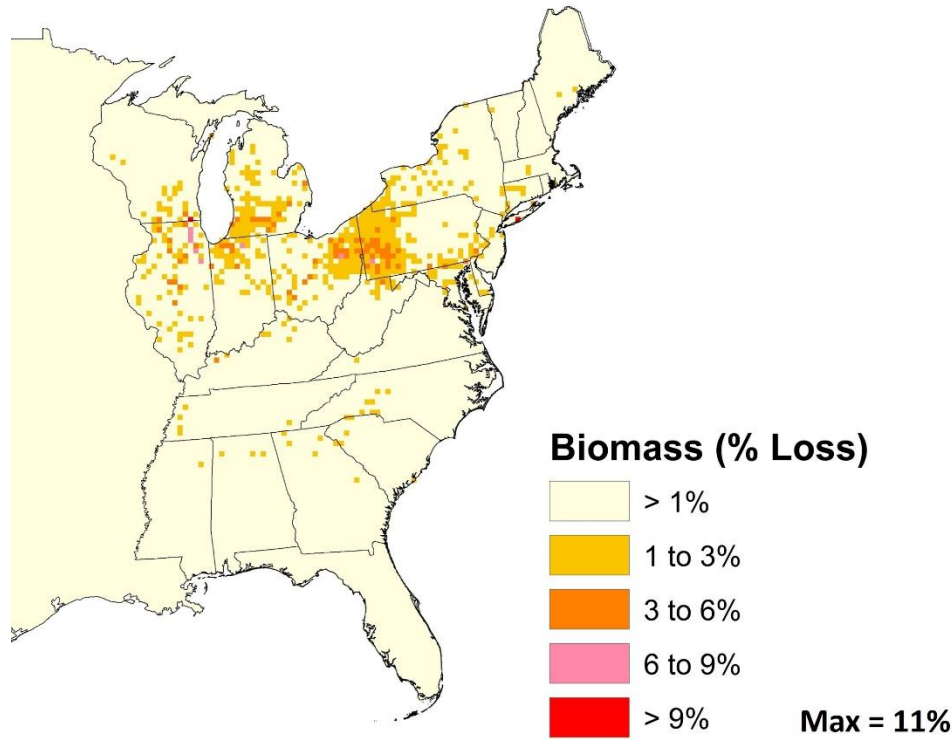 Biomass (% Loss)
> 1%
1 to 3%
3 to 6%
6 to 9%
> 9%
Max = 11%